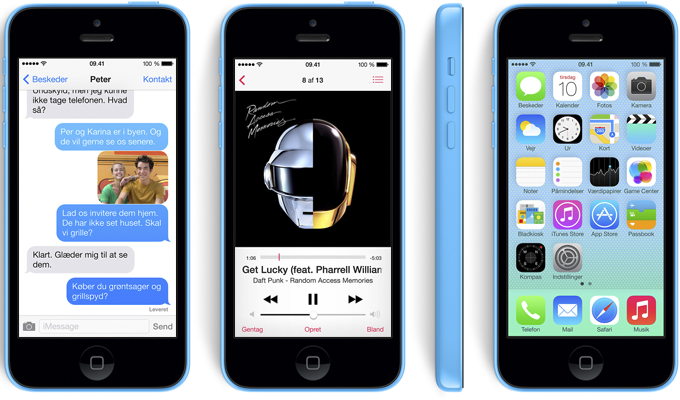 09.41
100 %
Beskeder
Peter
Kontakt
Undskyld, men jeg kunne
ikke tage telefonen. Hvad
så?
Per og Karina er i byen. Og
de vil gerne se os senere.
Lad os invitere dem hjem.
De har ikke set huset. Skal
vi grille?
Klart. Glæder mig til at se
dem.
Køber du grøntsager og
grillspyd?
Leveret
iMessage
Send
09.41
100 %
8 af 13
Random
Access
Memories
1:06
-5:03
Get Lucky (feat. Pharrell Willian
Daft Punk - Random Access Memories
Gentag
Opret
Bland
09.41
100 %
tirsdag
10
Beskeder
Kalender
Fotos
Kamera
Vejr
Ur
Kort
Videoer
Noter
Påmindelser
Værdipapirer
Game Center
Bladkiosk
iTunes Store
App Store
Passbook
Kompas
Indstillinger
Telefon
Mail
Safari
Musik